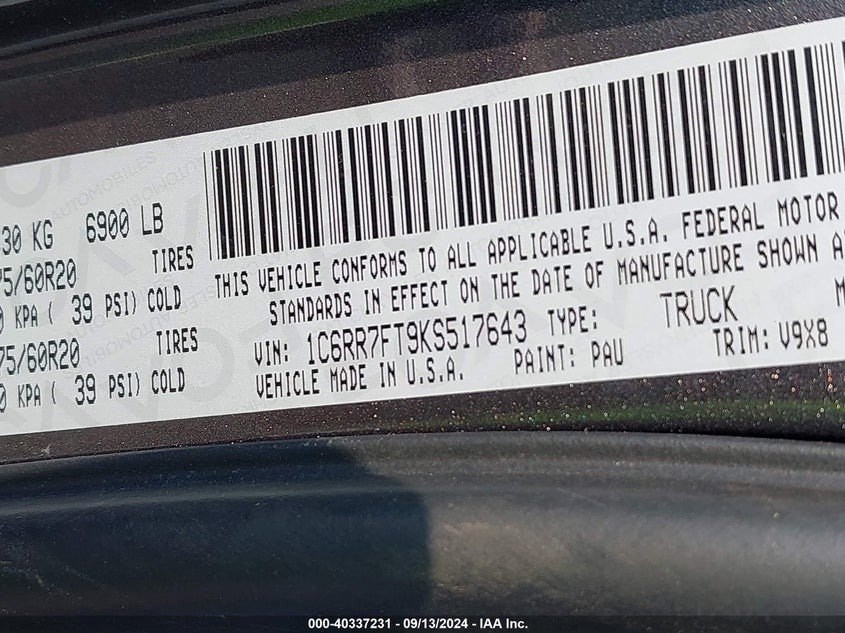 30 KG 6900 LB
75/60R20 TIRES
KPA ( 39 PSI) COLD
75/60R20 TIRES
KPA ( 39 PSI) COLD
THIS VEHICLE CONFORMS TO ALL APPLICABLE U.S.A. FEDERAL MOTOR
STANDARDS IN EFFECT ON THE DATE OF MANUFACTURE SHOWN
VIN: 1C6RR7FT9KS517643 TYPE: TRUCK
VEHICLE MADE IN U.S.A. PAINT: PAU TRIM: V9X8
AUTOMOBILES
000-40337231 - 09/13/2024 - IAA Inc.